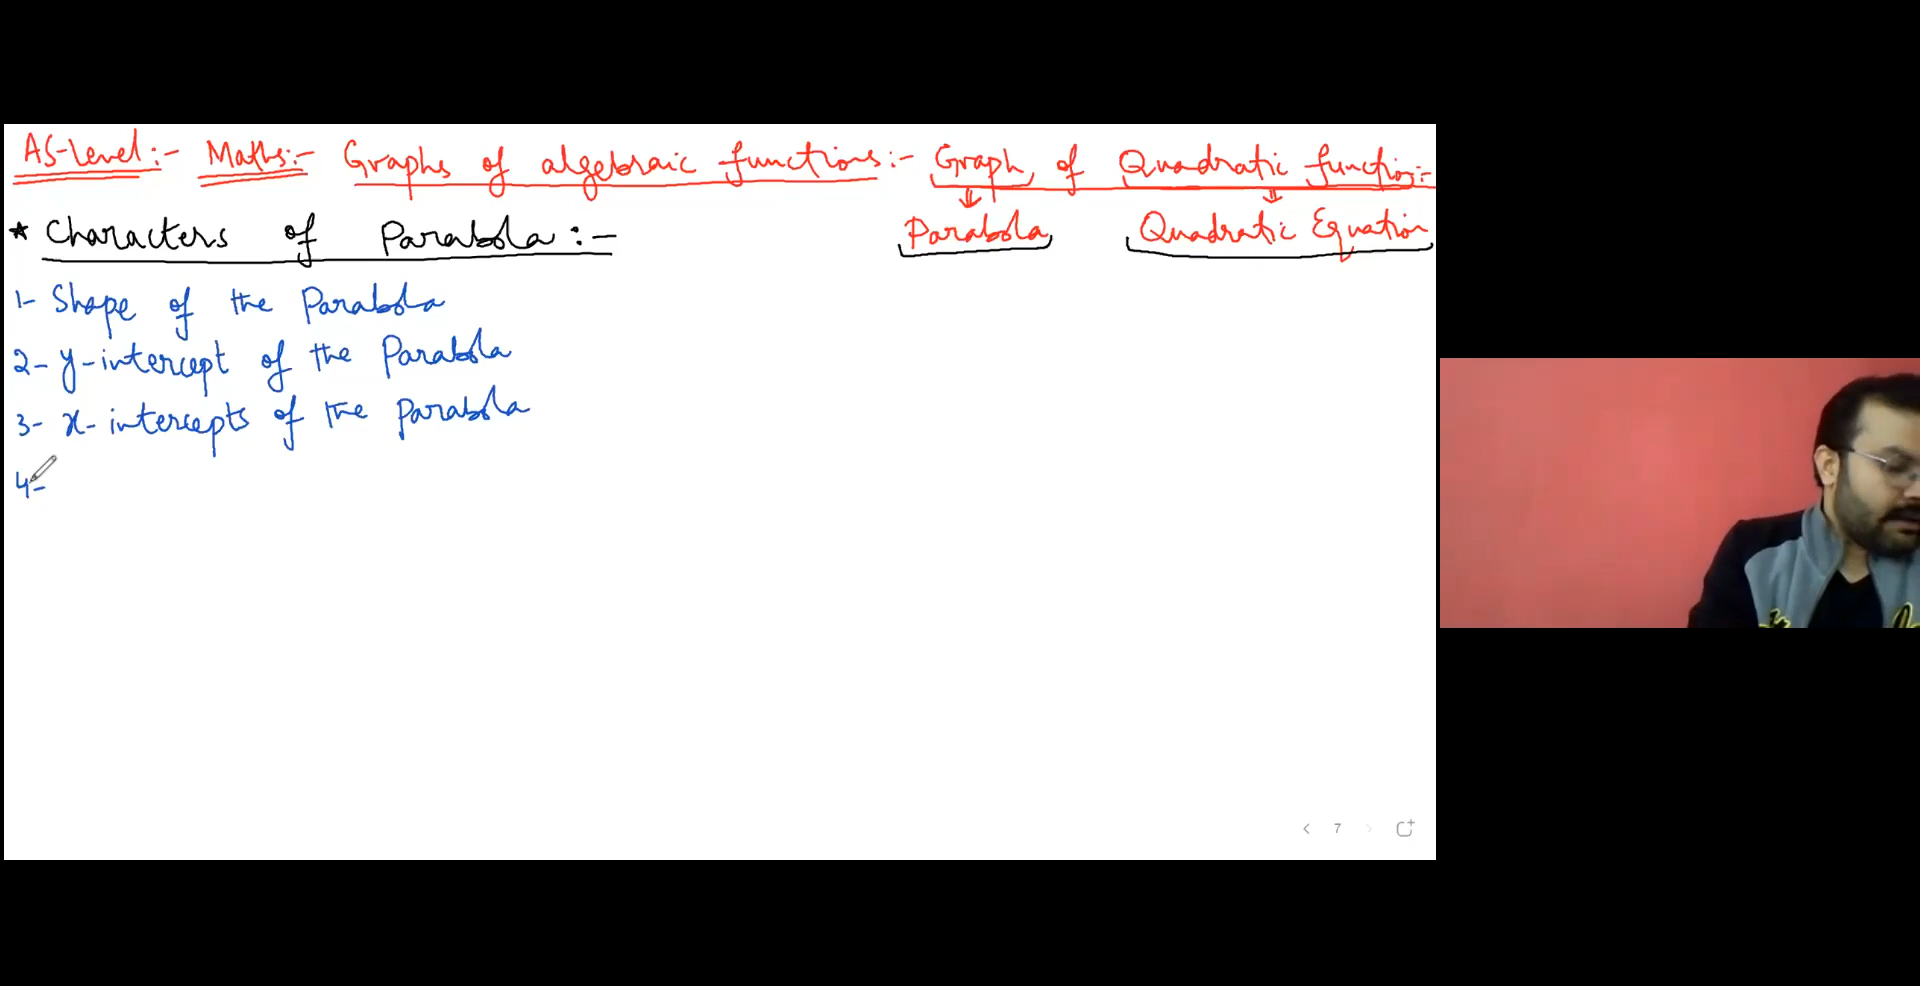 AS-Level:- Maths:- Graphs of algebraic functions:- Graph of Quadratic function:-
Parabola Quadratic Equation
* Characters of Parabola:-
1- Shape of the Parabola
2- y-intercept of the Parabola
3- x-intercepts of the parabola
4-
< 7 >